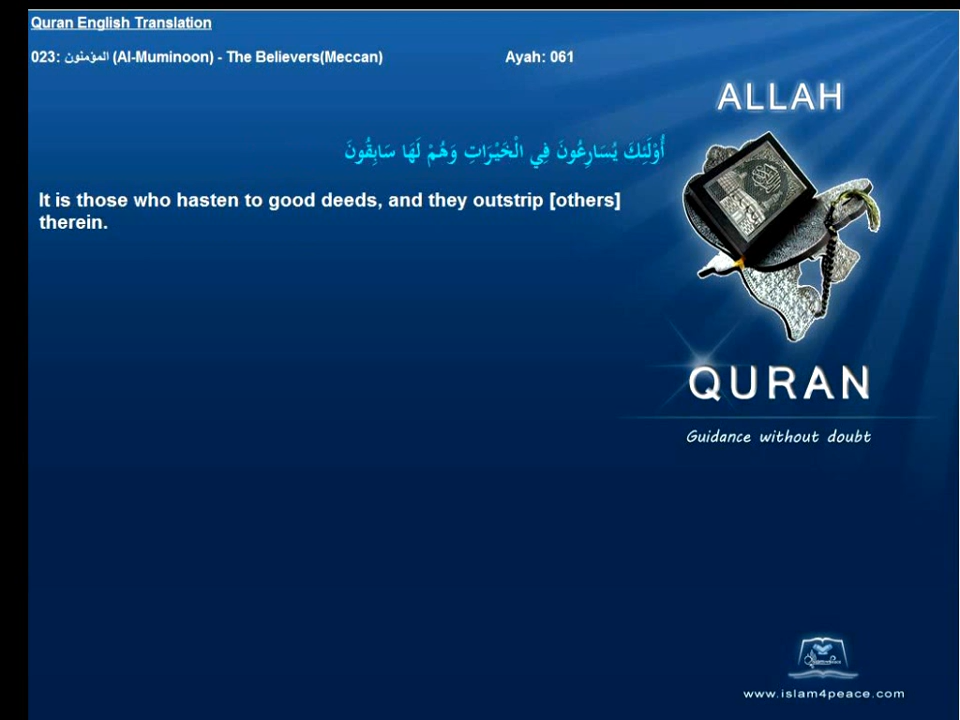 Quran English Translation
023: المؤمنون (Al-Muminoon) - The Believers(Meccan) Ayah: 061
ALLAH
أُوْلَئِكَ يُسَارِعُونَ فِي الْخَيْرَاتِ وَهُمْ لَهَا سَابِقُونَ
It is those who hasten to good deeds, and they outstrip [others]
therein.
QURAN
Guidance without doubt
www.islam4peace.com